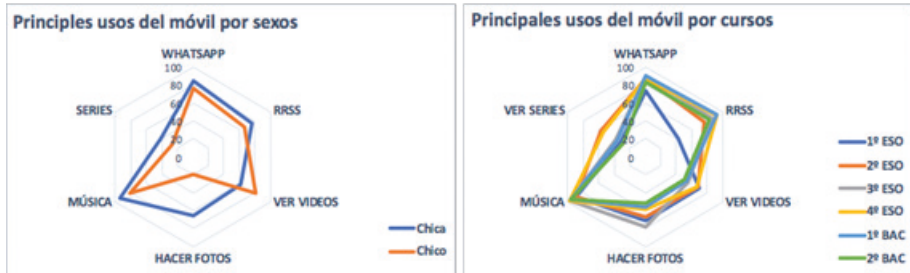 Principles usos del móvil por sexos
WHATSAPP
100
80
60
40
20
0
RRSS
VER VIDEOS
HACER FOTOS
MÚSICA
SERIES
Chica
Chico
Principales usos del móvil por cursos
WHATSAPP
100
80
60
40
20
0
RRSS
VER VIDEOS
HACER FOTOS
MÚSICA
VER SERIES
1º ESO
2º ESO
3º ESO
4º ESO
1º BAC
2º BAC